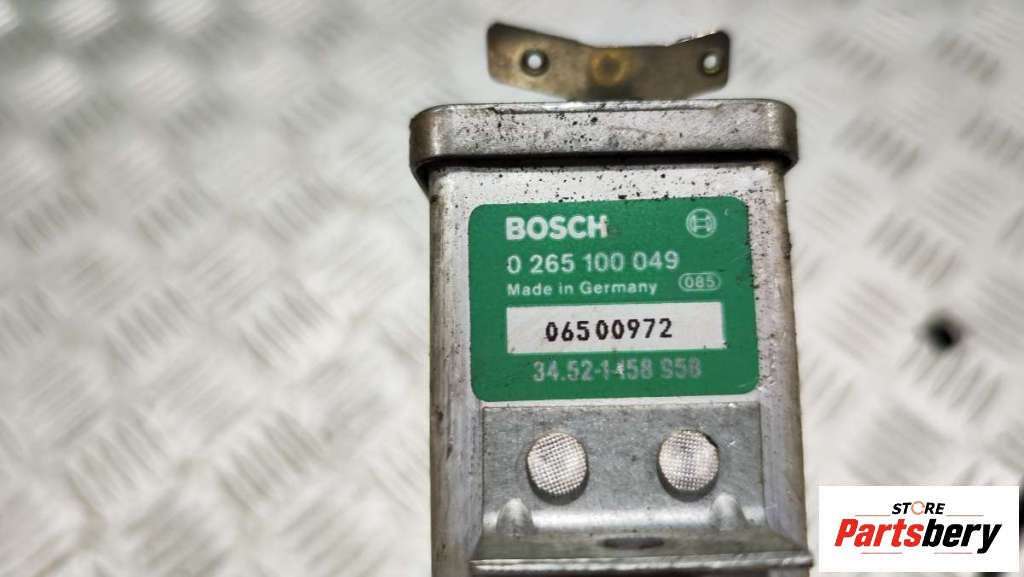 BOSCH
0 265 100 049
Made in Germany 085
06500972
34.52-1 158 958
STORE
Partsbery